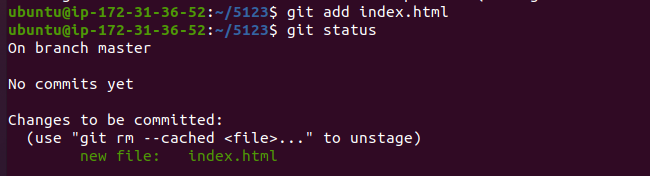 ubuntu@ip-172-31-36-52:~/5123$ git add index.html
ubuntu@ip-172-31-36-52:~/5123$ git status
On branch master
No commits yet
Changes to be committed:
  (use "git rm --cached <file>..." to unstage)
        new file:   index.html